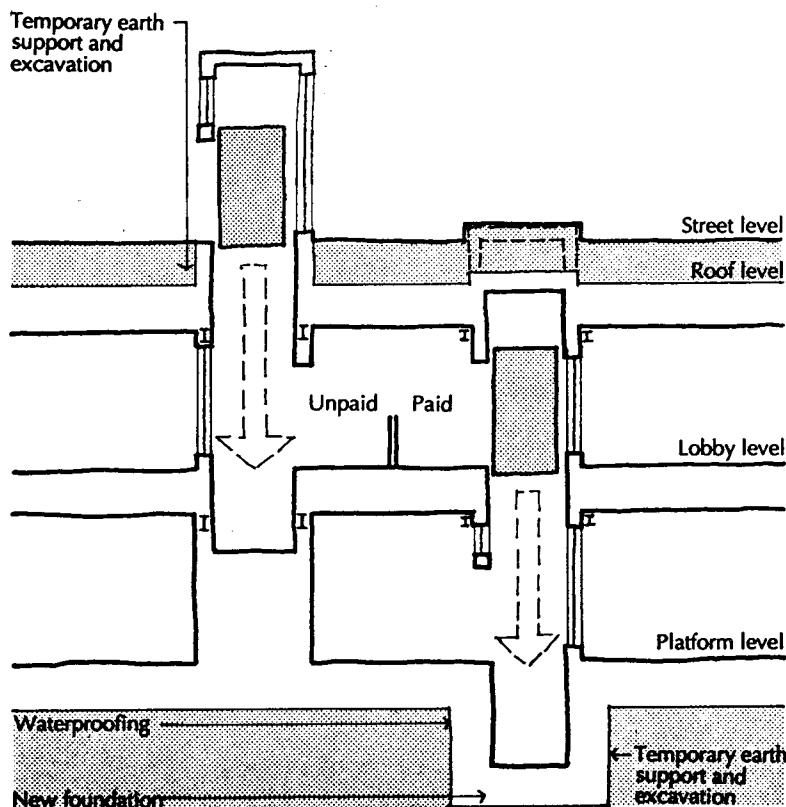 Temporary earth
support and
excavation
Street level
Roof level
Unpaid Paid
Lobby level
Platform level
Waterproofing
Temporary earth
support and
excavation
New foundation